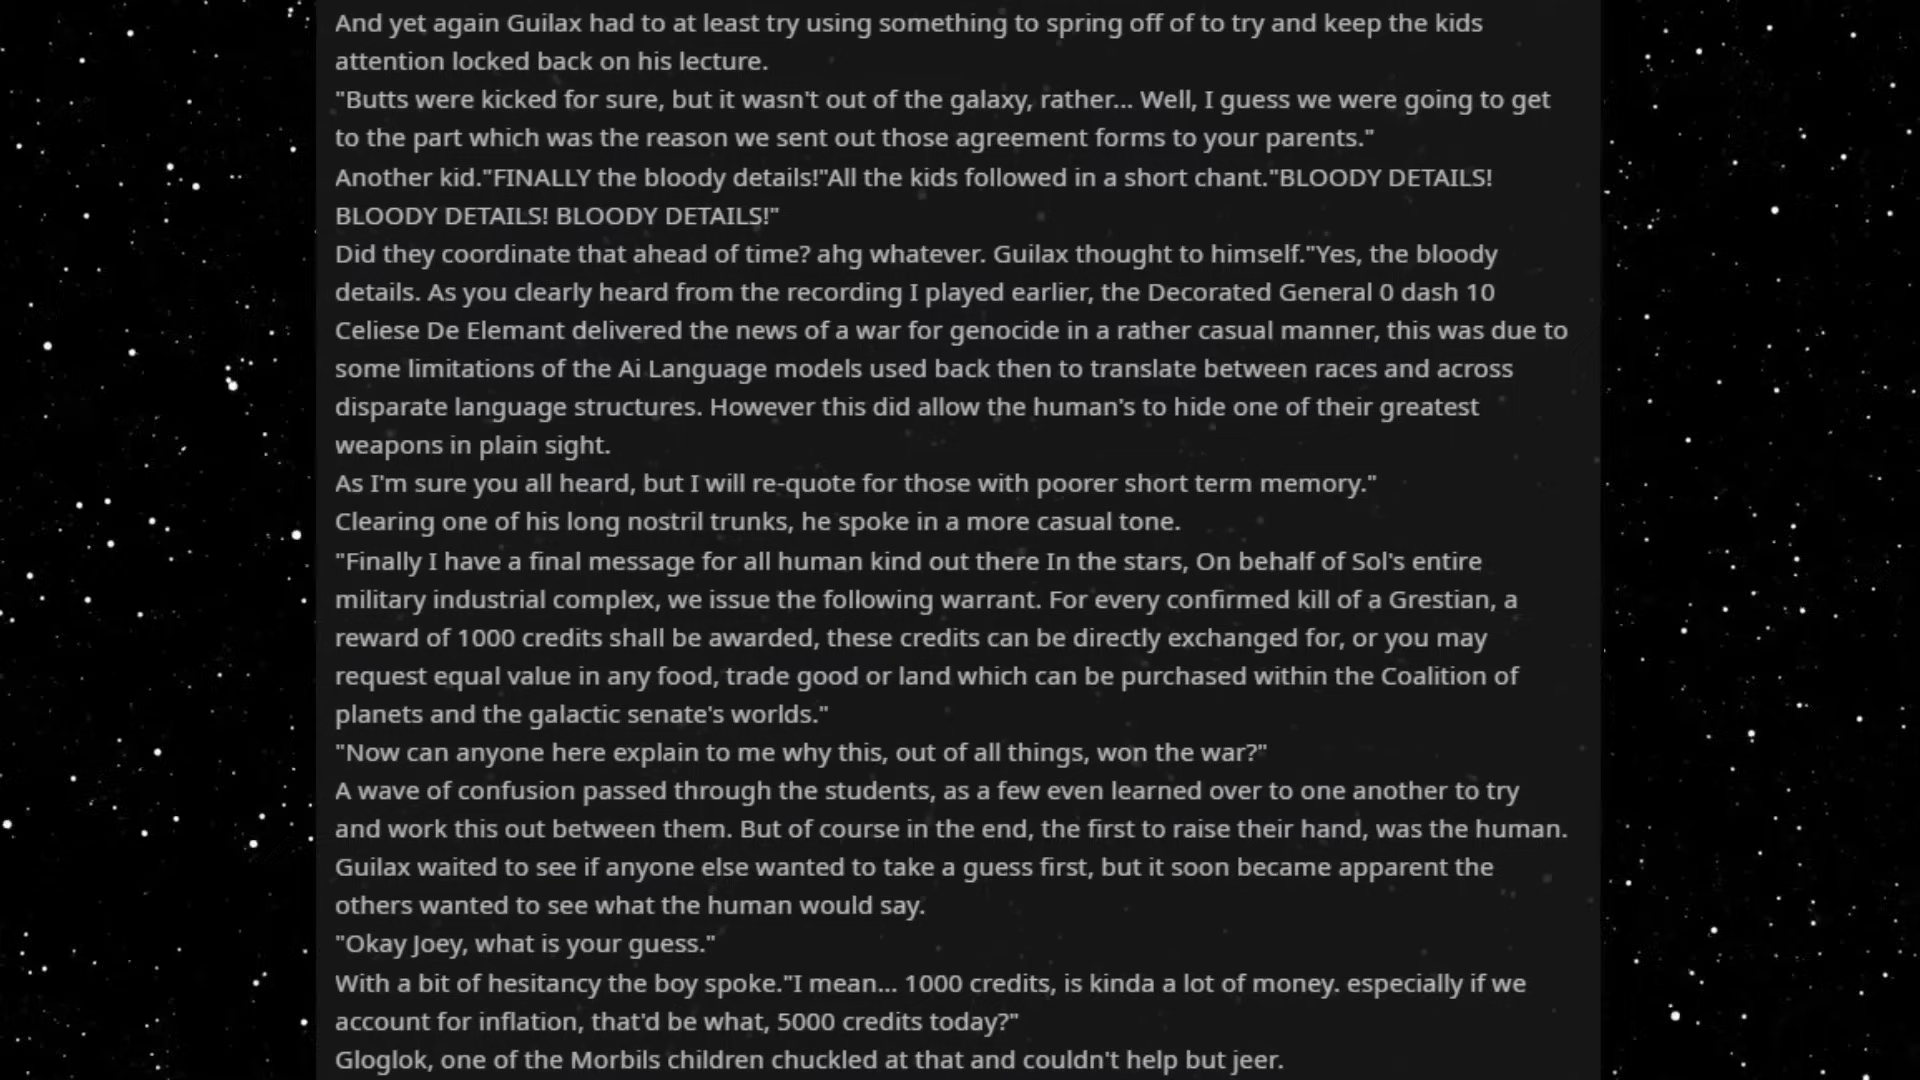 And yet again Guilax had to at least try using something to spring off of to try and keep the kids
attention locked back on his lecture.
"Butts were kicked for sure, but it wasn't out of the galaxy, rather... Well, I guess we were going to get
to the part which was the reason we sent out those agreement forms to your parents."
Another kid."FINALLY the bloody details!"All the kids followed in a short chant."BLOODY DETAILS!
BLOODY DETAILS! BLOODY DETAILS!"
Did they coordinate that ahead of time? ahg whatever. Guilax thought to himself."Yes, the bloody
details. As you clearly heard from the recording I played earlier, the Decorated General 0 dash 10
Celiese De Elemant delivered the news of a war for genocide in a rather casual manner, this was due to
some limitations of the Ai Language models used back then to translate between races and across
disparate language structures. However this did allow the human's to hide one of their greatest
weapons in plain sight.
As I'm sure you all heard, but I will re-quote for those with poorer short term memory."
Clearing one of his long nostril trunks, he spoke in a more casual tone.
"Finally I have a final message for all human kind out there In the stars, On behalf of Sol's entire
military industrial complex, we issue the following warrant. For every confirmed kill of a Grestian, a
reward of 1000 credits shall be awarded, these credits can be directly exchanged for, or you may
request equal value in any food, trade good or land which can be purchased within the Coalition of
planets and the galactic senate's worlds."
"Now can anyone here explain to me why this, out of all things, won the war?"
A wave of confusion passed through the students, as a few even learned over to one another to try
and work this out between them. But of course in the end, the first to raise their hand, was the human.
Guilax waited to see if anyone else wanted to take a guess first, but it soon became apparent the
others wanted to see what the human would say.
"Okay Joey, what is your guess."
With a bit of hesitancy the boy spoke."I mean... 1000 credits, is kinda a lot of money. especially if we
account for inflation, that'd be what, 5000 credits today?"
Gloglok, one of the Morbils children chuckled at that and couldn't help but jeer.